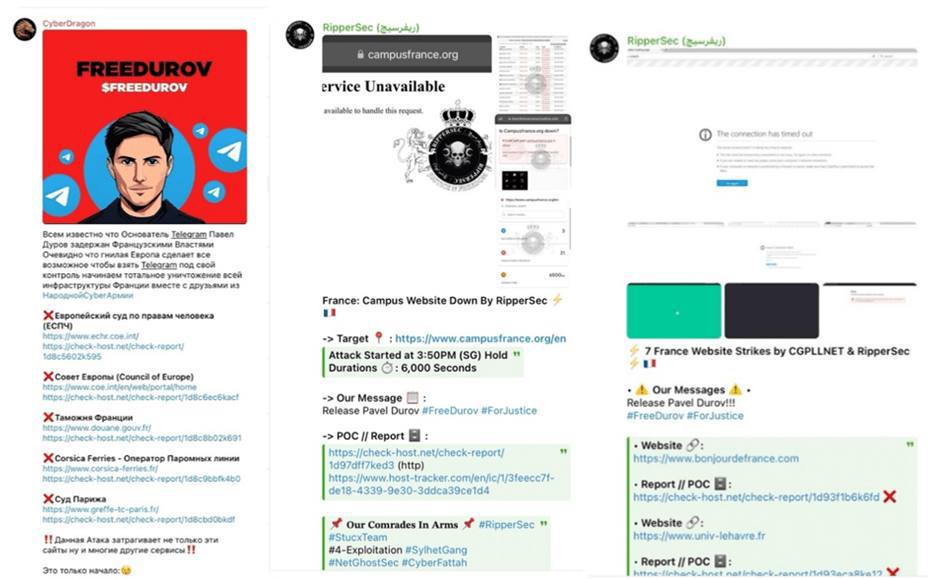 CyberDragon
FREEDUROV
$FREEDUROV
Всем известно что Основатель Telegram Павел
Дуров задержан Французскими Властями
Очевидно что гнилая Европа сделает все
возможное чтобы взять Telegram под свой
контроль начинаем тотальное уничтожение всей
инфраструктуры Франции вместе с друзьями из
НароднойCyberАрмии
❌Европейский суд по правам человека
(ЕСПЧ)
https://www.echr.coe.int/
https://check-host.net/check-report/
1d8c5602k595
❌Совет Европы (Council of Europe)
https://www.coe.int/en/web/portal/home
https://check-host.net/check-report/1d8c6ec6kacf
❌Таможня Франции
https://www.douane.gouv.fr/
https://check-host.net/check-report/1d8c8b02k691
❌Corsica Ferries - Оператор Паромных линии
https://www.corsica-ferries.fr/
https://check-host.net/check-report/1d8c9bbfk4b0
❌Суд Парижа
https://www.greffe-tc-paris.fr/
https://check-host.net/check-report/1d8cbd0bkdf
‼️Данная Атака затрагивает не только эти
сайты ну и многие другие сервисы‼️
Это только начало:😉
RipperSec (ريفرسيج)
campusfrance.org
ervice Unavailable
available to handle this request.
Is Campusfrance.org down?
France: Campus Website Down By RipperSec ⚡
🇫🇷
-> Target 📍 : https://www.campusfrance.org/en
Attack Started at 3:50PM (SG) Hold
Durations ⏱ : 6,000 Seconds
-> Our Message 📋 :
Release Pavel Durov #FreeDurov #ForJustice
-> POC // Report 🗄 :
https://check-host.net/check-report/
1d97dff7ked3 (http)
https://www.host-tracker.com/en/ic/1/3feecc7f-
de18-4339-9e30-3ddca39ce1d4
📌 Our Comrades In Arms 📌 #RipperSec
#StucxTeam
#4-Exploitation #SylhetGang
#NetGhostSec #CyberFattah
RipperSec (ريفرسيج)
The connection has timed out
⚡ 7 France Website Strikes by CGPLLNET & RipperSec
⚡ 🇫🇷
• ⚠️ Our Messages ⚠️ •
Release Pavel Durov!!!
#FreeDurov #ForJustice
• Website 🔗:
https://www.bonjourdefrance.com
• Report // POC 🗄 :
https://check-host.net/check-report/1d93f1b6k6fd ❌
• Website 🔗:
https://www.univ-lehavre.fr
• Report // POC 🗄 :
https://check-host.net/check-report/1d93eca8ke12 ❌